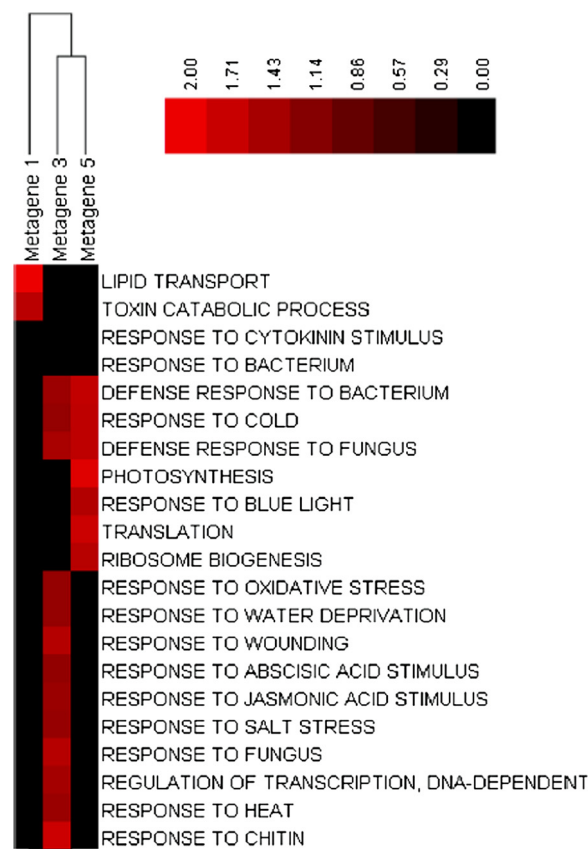 2.00
1.71
1.43
1.14
0.86
0.57
0.29
0.00
Metagene 1
Metagene 3
Metagene 5
LIPID TRANSPORT
TOXIN CATABOLIC PROCESS
RESPONSE TO CYTOKININ STIMULUS
RESPONSE TO BACTERIUM
DEFENSE RESPONSE TO BACTERIUM
RESPONSE TO COLD
DEFENSE RESPONSE TO FUNGUS
PHOTOSYNTHESIS
RESPONSE TO BLUE LIGHT
TRANSLATION
RIBOSOME BIOGENESIS
RESPONSE TO OXIDATIVE STRESS
RESPONSE TO WATER DEPRIVATION
RESPONSE TO WOUNDING
RESPONSE TO ABSCISIC ACID STIMULUS
RESPONSE TO JASMONIC ACID STIMULUS
RESPONSE TO SALT STRESS
RESPONSE TO FUNGUS
REGULATION OF TRANSCRIPTION, DNA-DEPENDENT
RESPONSE TO HEAT
RESPONSE TO CHITIN